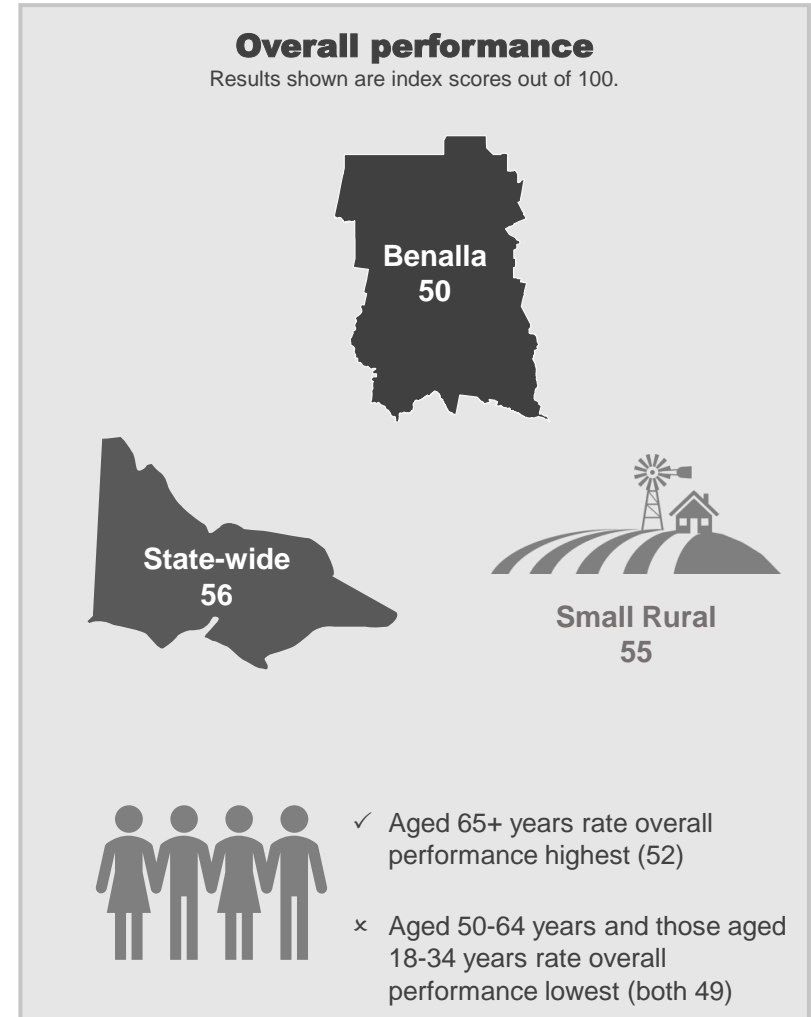 Overall performance
Results shown are index scores out of 100.
Benalla
50
State-wide
56
Small Rural
55
✓ Aged 65+ years rate overall
performance highest (52)
× Aged 50-64 years and those aged
18-34 years rate overall
performance lowest (both 49)